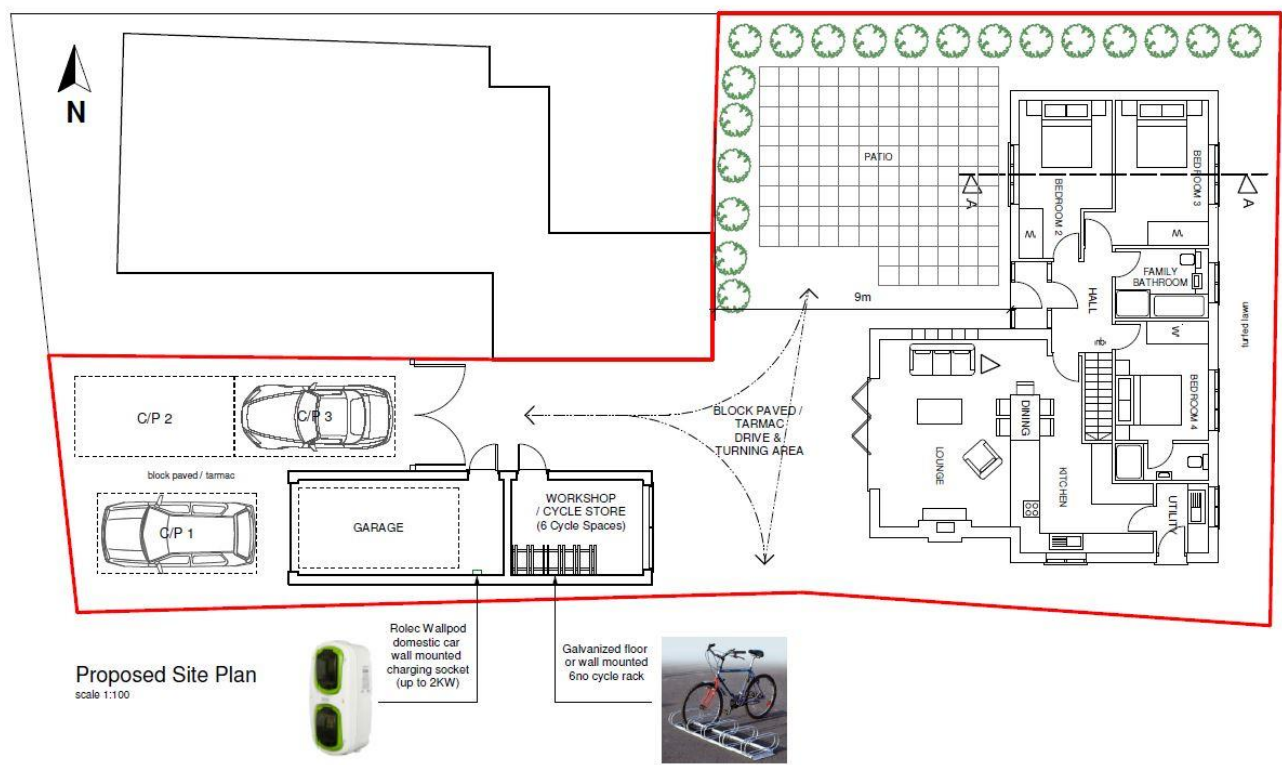 N
PATIO
BEDROOM 2
BEDROOM 3
A
A
W
W
FAMILY
BATHROOM
HALL
9m
turfed lawn
W
cup
BEDROOM 4
DINING
LOUNGE
KITCHEN
UTILITY
BLOCK PAVED /
TARMAC
DRIVE &
TURNING AREA
C/P 2
C/P 3
block paved / tarmac
C/P 1
GARAGE
WORKSHOP
/ CYCLE STORE
(6 Cycle Spaces)
Proposed Site Plan
scale 1:100
Rolec Wallpod
domestic car
wall mounted
charging socket
(up to 2KW)
Galvanized floor
or wall mounted
6no cycle rack